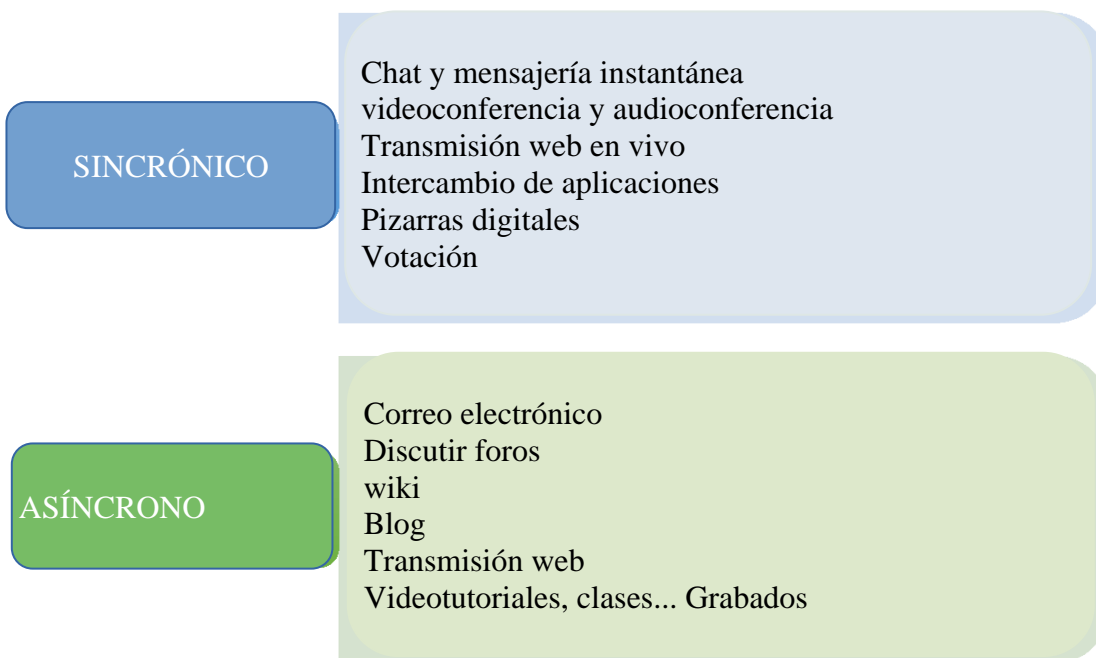 SINCRÓNICO
Chat y mensajería instantánea
videoconferencia y audioconferencia
Transmisión web en vivo
Intercambio de aplicaciones
Pizarras digitales
Votación
ASÍNCRONO
Correo electrónico
Discutir foros
wiki
Blog
Transmisión web
Videotutoriales, clases... Grabados